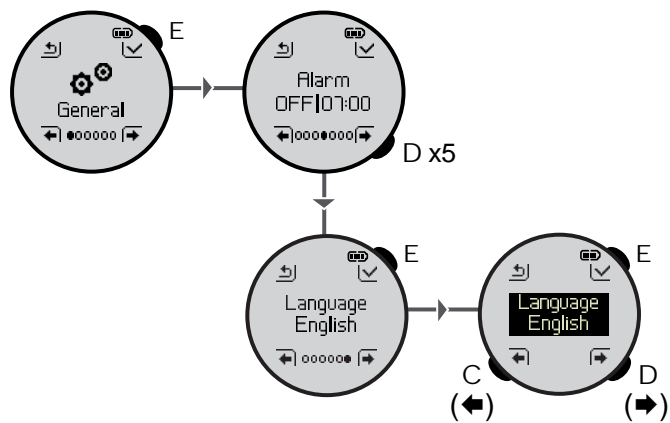 E
General
Alarm
OFF|07:00
D x5
E
Language
English
E
Language
English
C
(←)
D
(→)